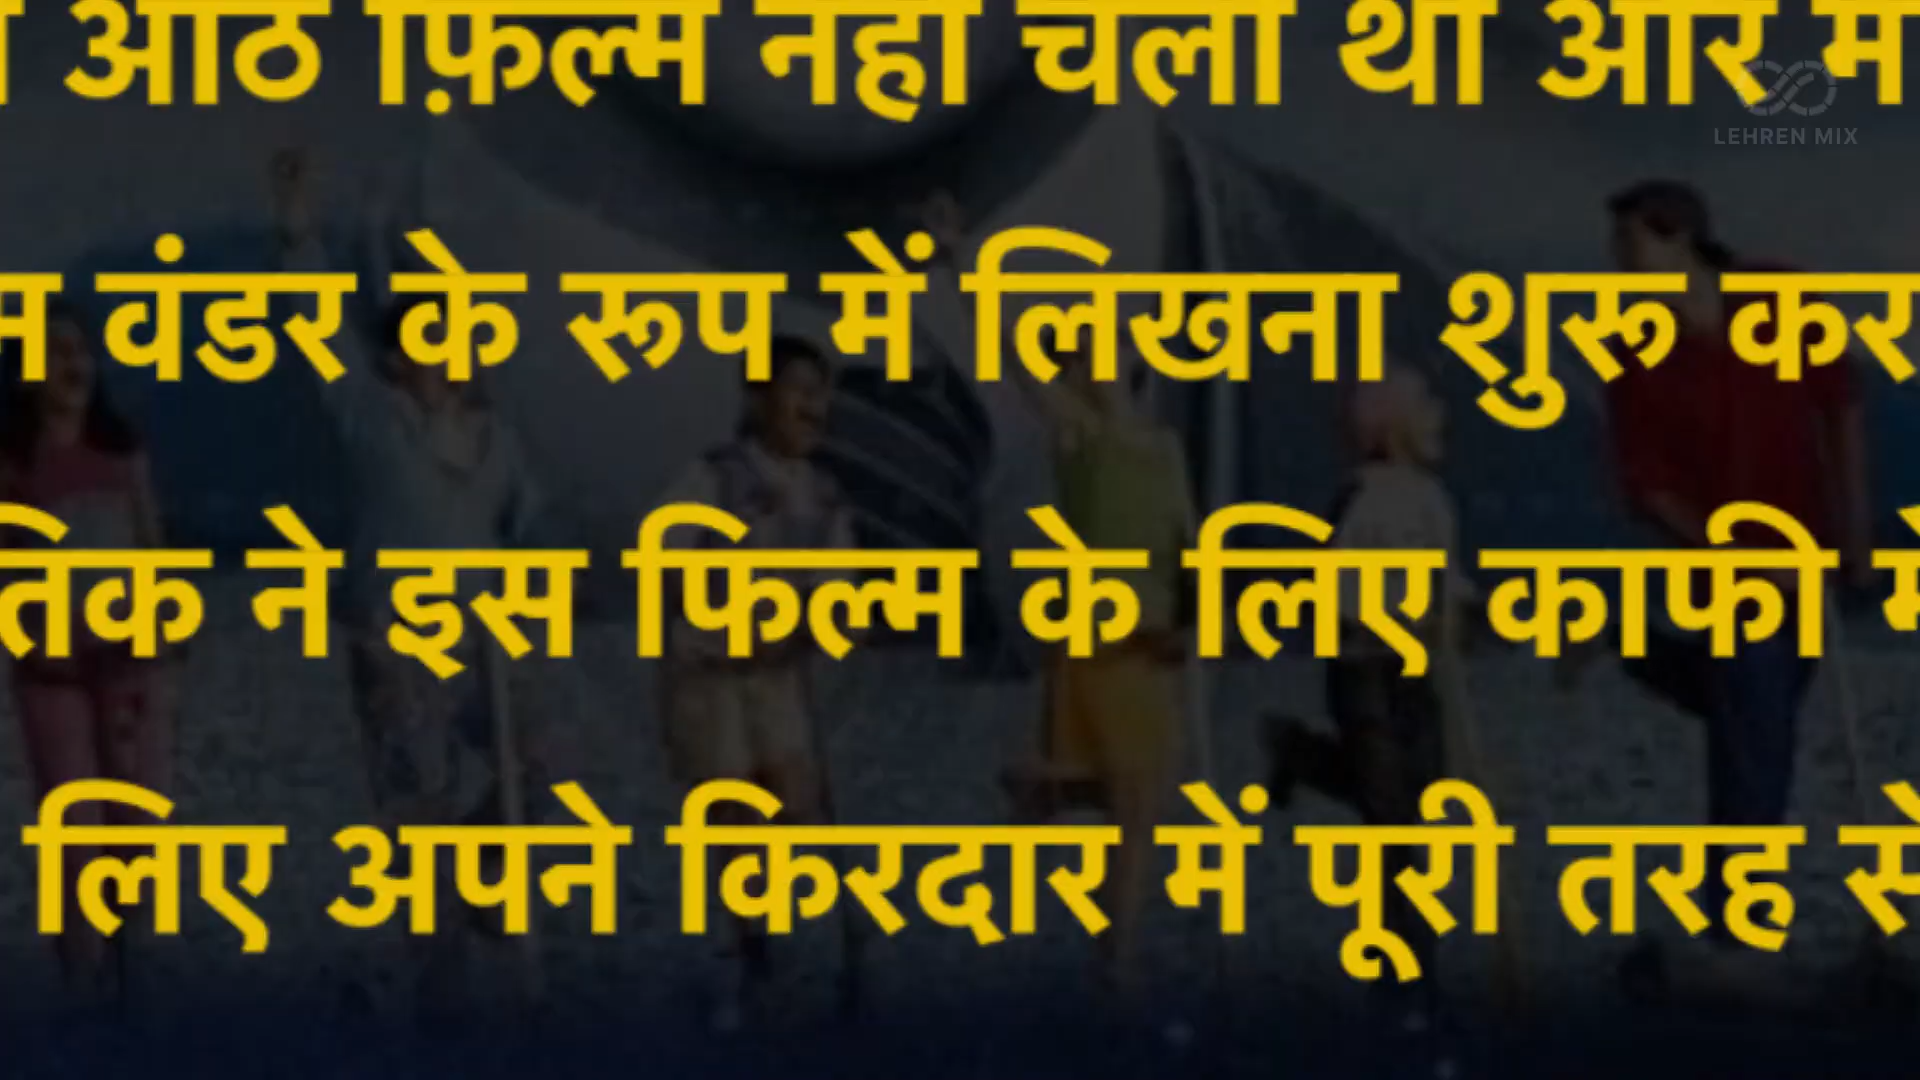 आठ फ़िल्में नहीं चली थी और मैं
LEHREN MIX
वंडर के रूप में लिखना शुरू कर
तिक ने इस फिल्म के लिए काफी
लिए अपने किरदार में पूरी तरह से